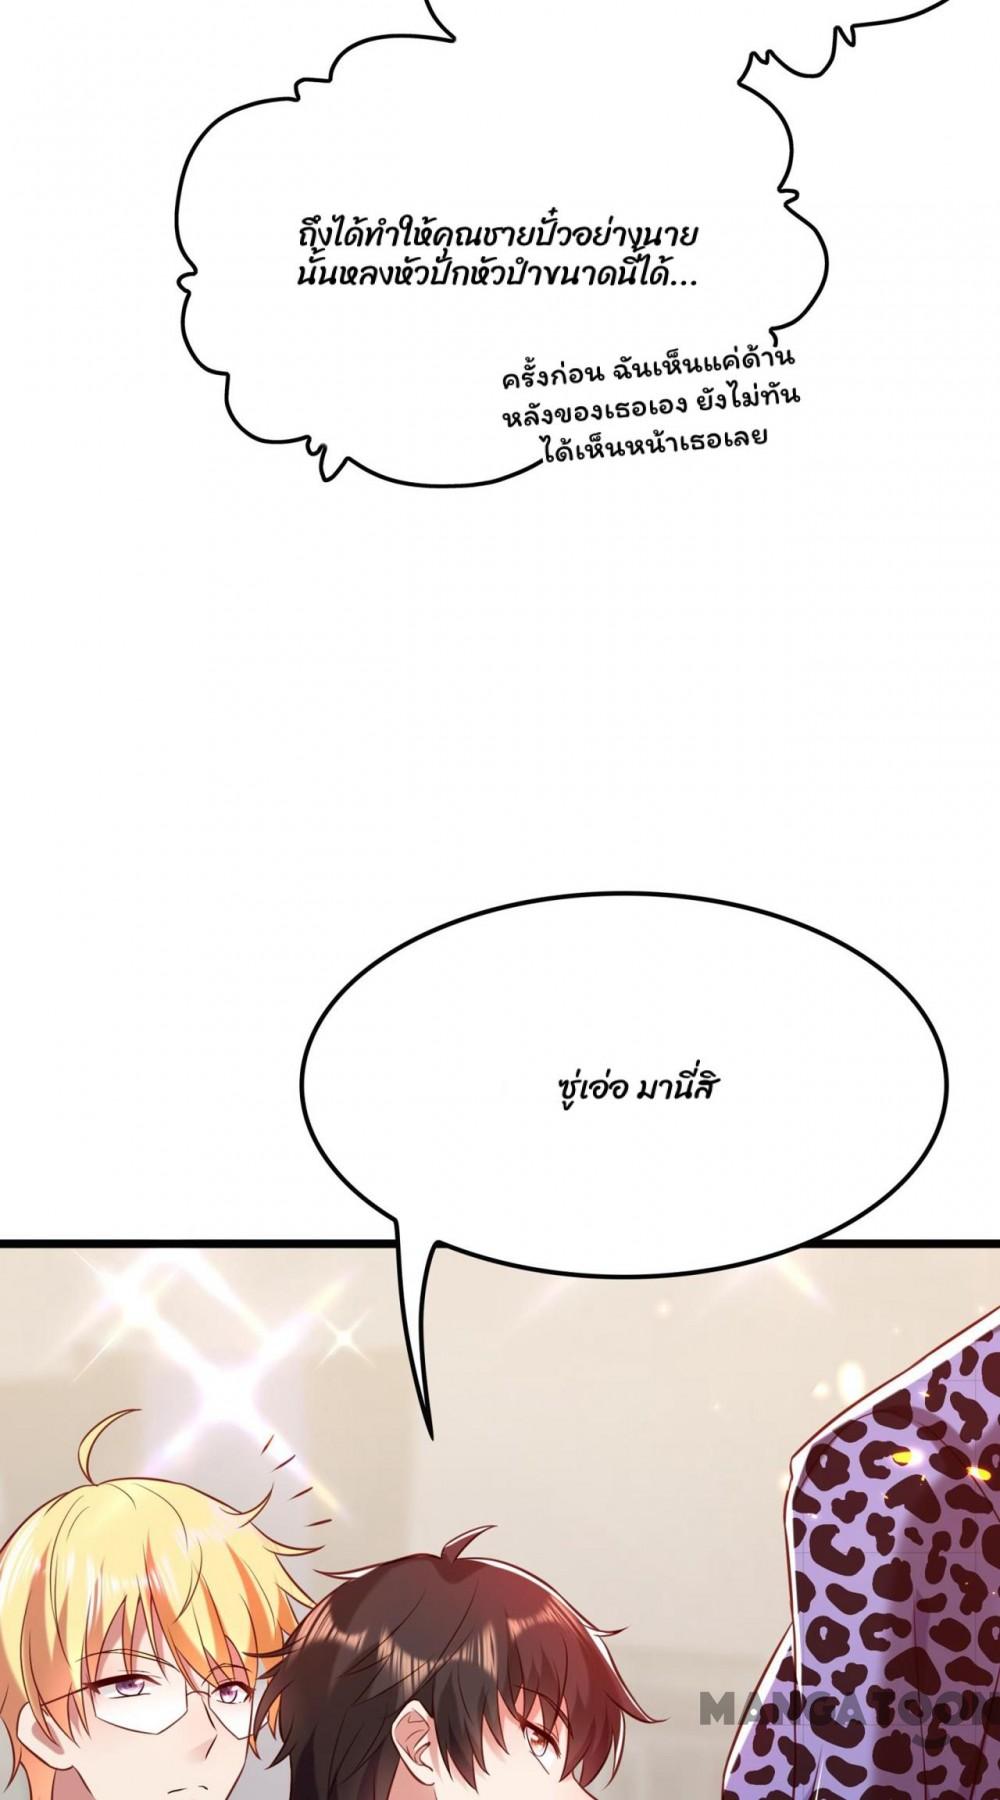 ถึงได้ทำให้คุณชายปั๋วอย่างนาย
นั้นหลงหัวปักหัวปำขนาดนี้ได้...
ครั้งก่อน ฉันเห็นแค่ด้าน
หลังของเธอเอง ยังไม่ทัน
ได้เห็นหน้าเธอเลย
ซู่เอ่อ มานี่สิ
MANGATOON